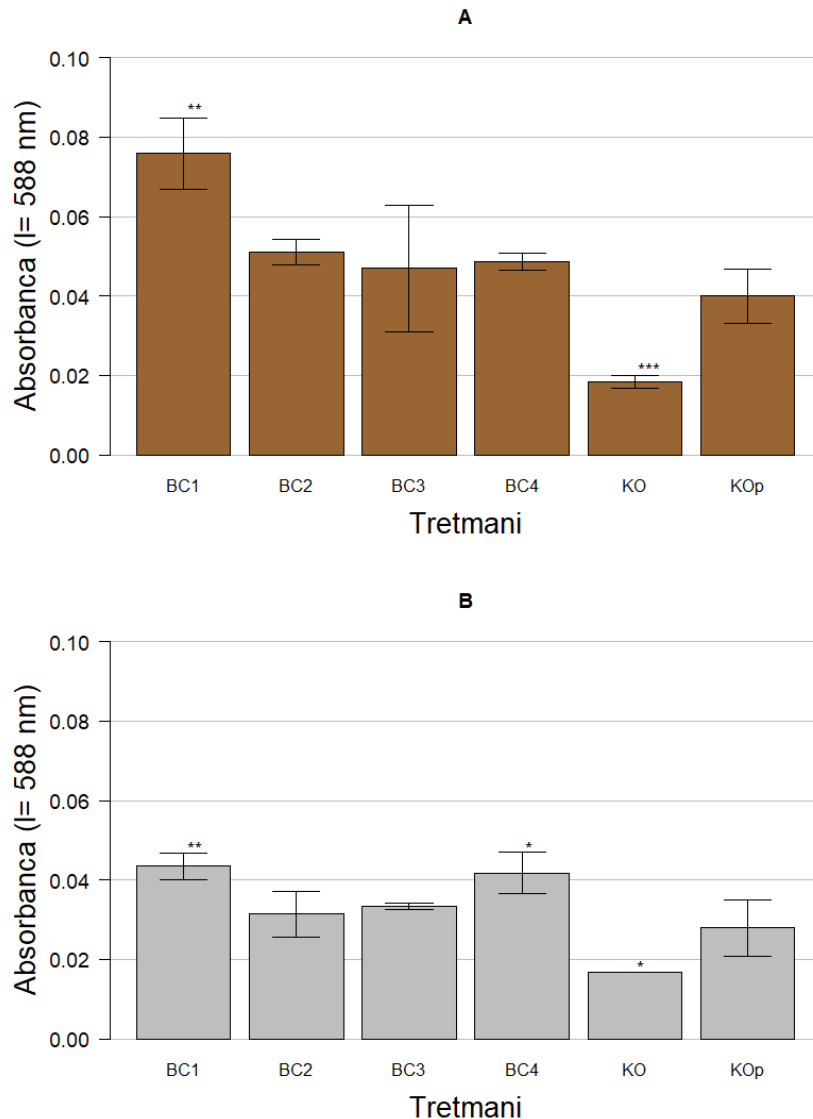 A
Absorbanca (l= 588 nm)
0.10
0.08
0.06
0.04
0.02
0.00
**
***
BC1 BC2 BC3 BC4 KO KOp
Tretmani
B
Absorbanca (l= 588 nm)
0.10
0.08
0.06
0.04
0.02
0.00
** *
*
BC1 BC2 BC3 BC4 KO KOp
Tretmani